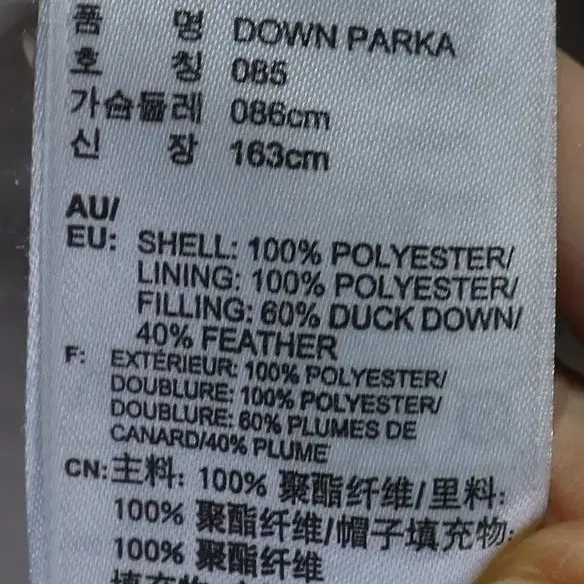 품 명 DOWN PARKA
호 칭 085
가슴둘레 086cm
신 장 163cm
AU/
EU: SHELL: 100% POLYESTER/
LINING: 100% POLYESTER/
FILLING: 60% DUCK DOWN/
40% FEATHER
F: EXTÉRIEUR: 100% POLYESTER/
DOUBLURE: 100% POLYESTER/
DOUBLURE: 60% PLUMES DE
CANARD/40% PLUME
CN: 主料: 100% 聚酯纤维/里料:
100% 聚酯纤维/帽子填充物:
100% 聚酯纤维